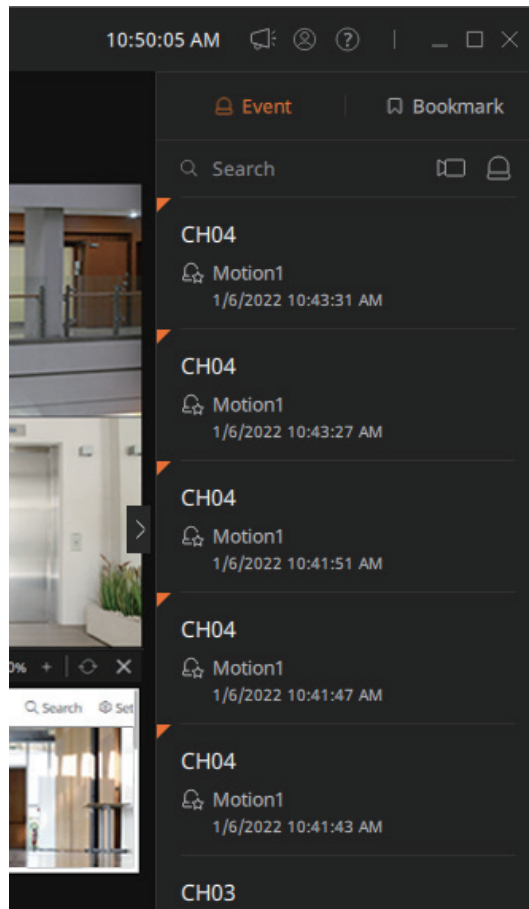 10:50:05 AM
Event
Bookmark
Search
CH04
Motion1
1/6/2022 10:43:31 AM
CH04
Motion1
1/6/2022 10:43:27 AM
CH04
Motion1
1/6/2022 10:41:51 AM
CH04
Motion1
1/6/2022 10:41:47 AM
CH04
Motion1
1/6/2022 10:41:43 AM
CH03
0% +
Search Set